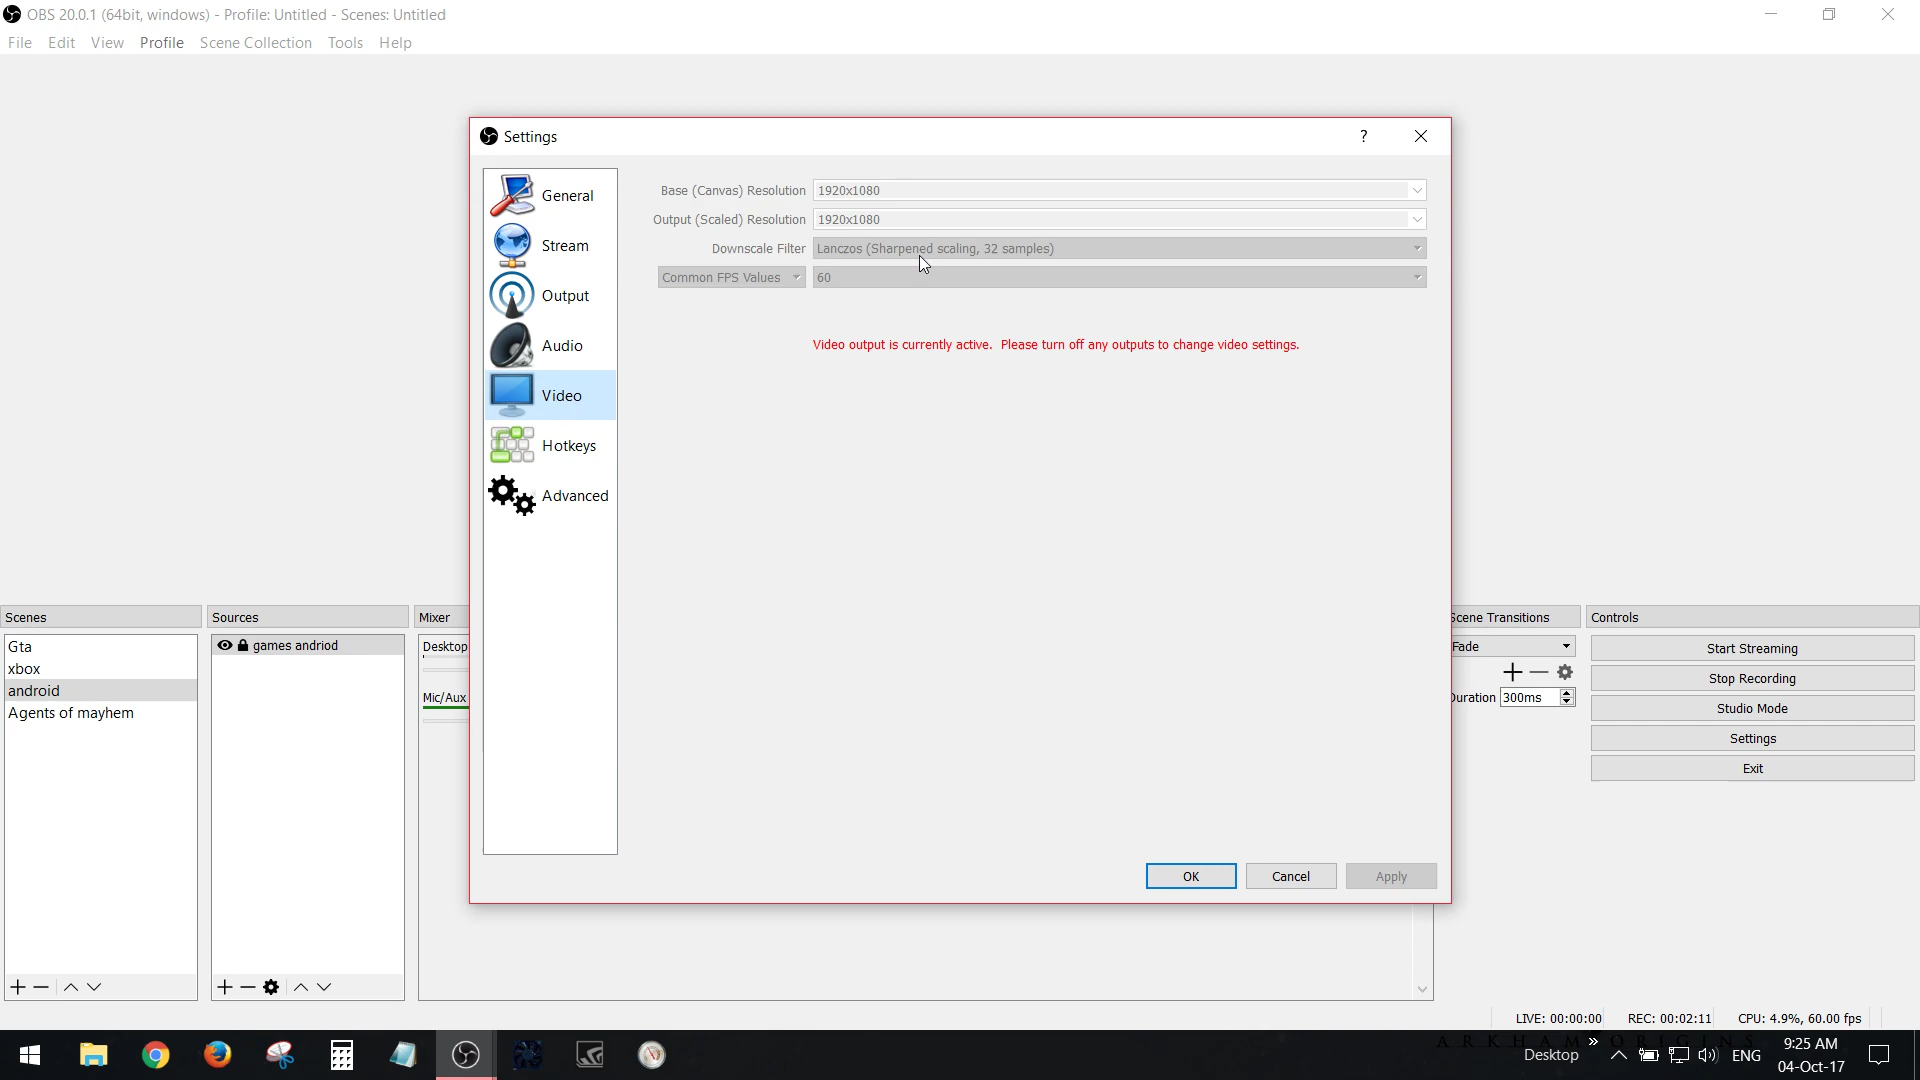 OBS 20.0.1 (64bit, windows) - Profile: Untitled - Scenes: Untitled
File Edit View Profile Scene Collection Tools Help
Settings
?
General
Stream
Output
Audio
Video
Hotkeys
Advanced
Base (Canvas) Resolution 1920x1080
Output (Scaled) Resolution 1920x1080
Downscale Filter Lanczos (Sharpened scaling, 32 samples)
Common FPS Values 60
Video output is currently active. Please turn off any outputs to change video settings.
OK Cancel Apply
Scenes
Gta
xbox
android
Agents of mayhem
Sources
games andriod
Mixer
Desktop
Mic/Aux
Scene Transitions
Fade
Duration 300ms
Controls
Start Streaming
Stop Recording
Studio Mode
Settings
Exit
LIVE: 00:00:00 REC: 00:02:11 CPU: 4.9%, 60.00 fps
ARKHAM ORIGINS
Desktop » ENG 9:25 AM
04-Oct-17